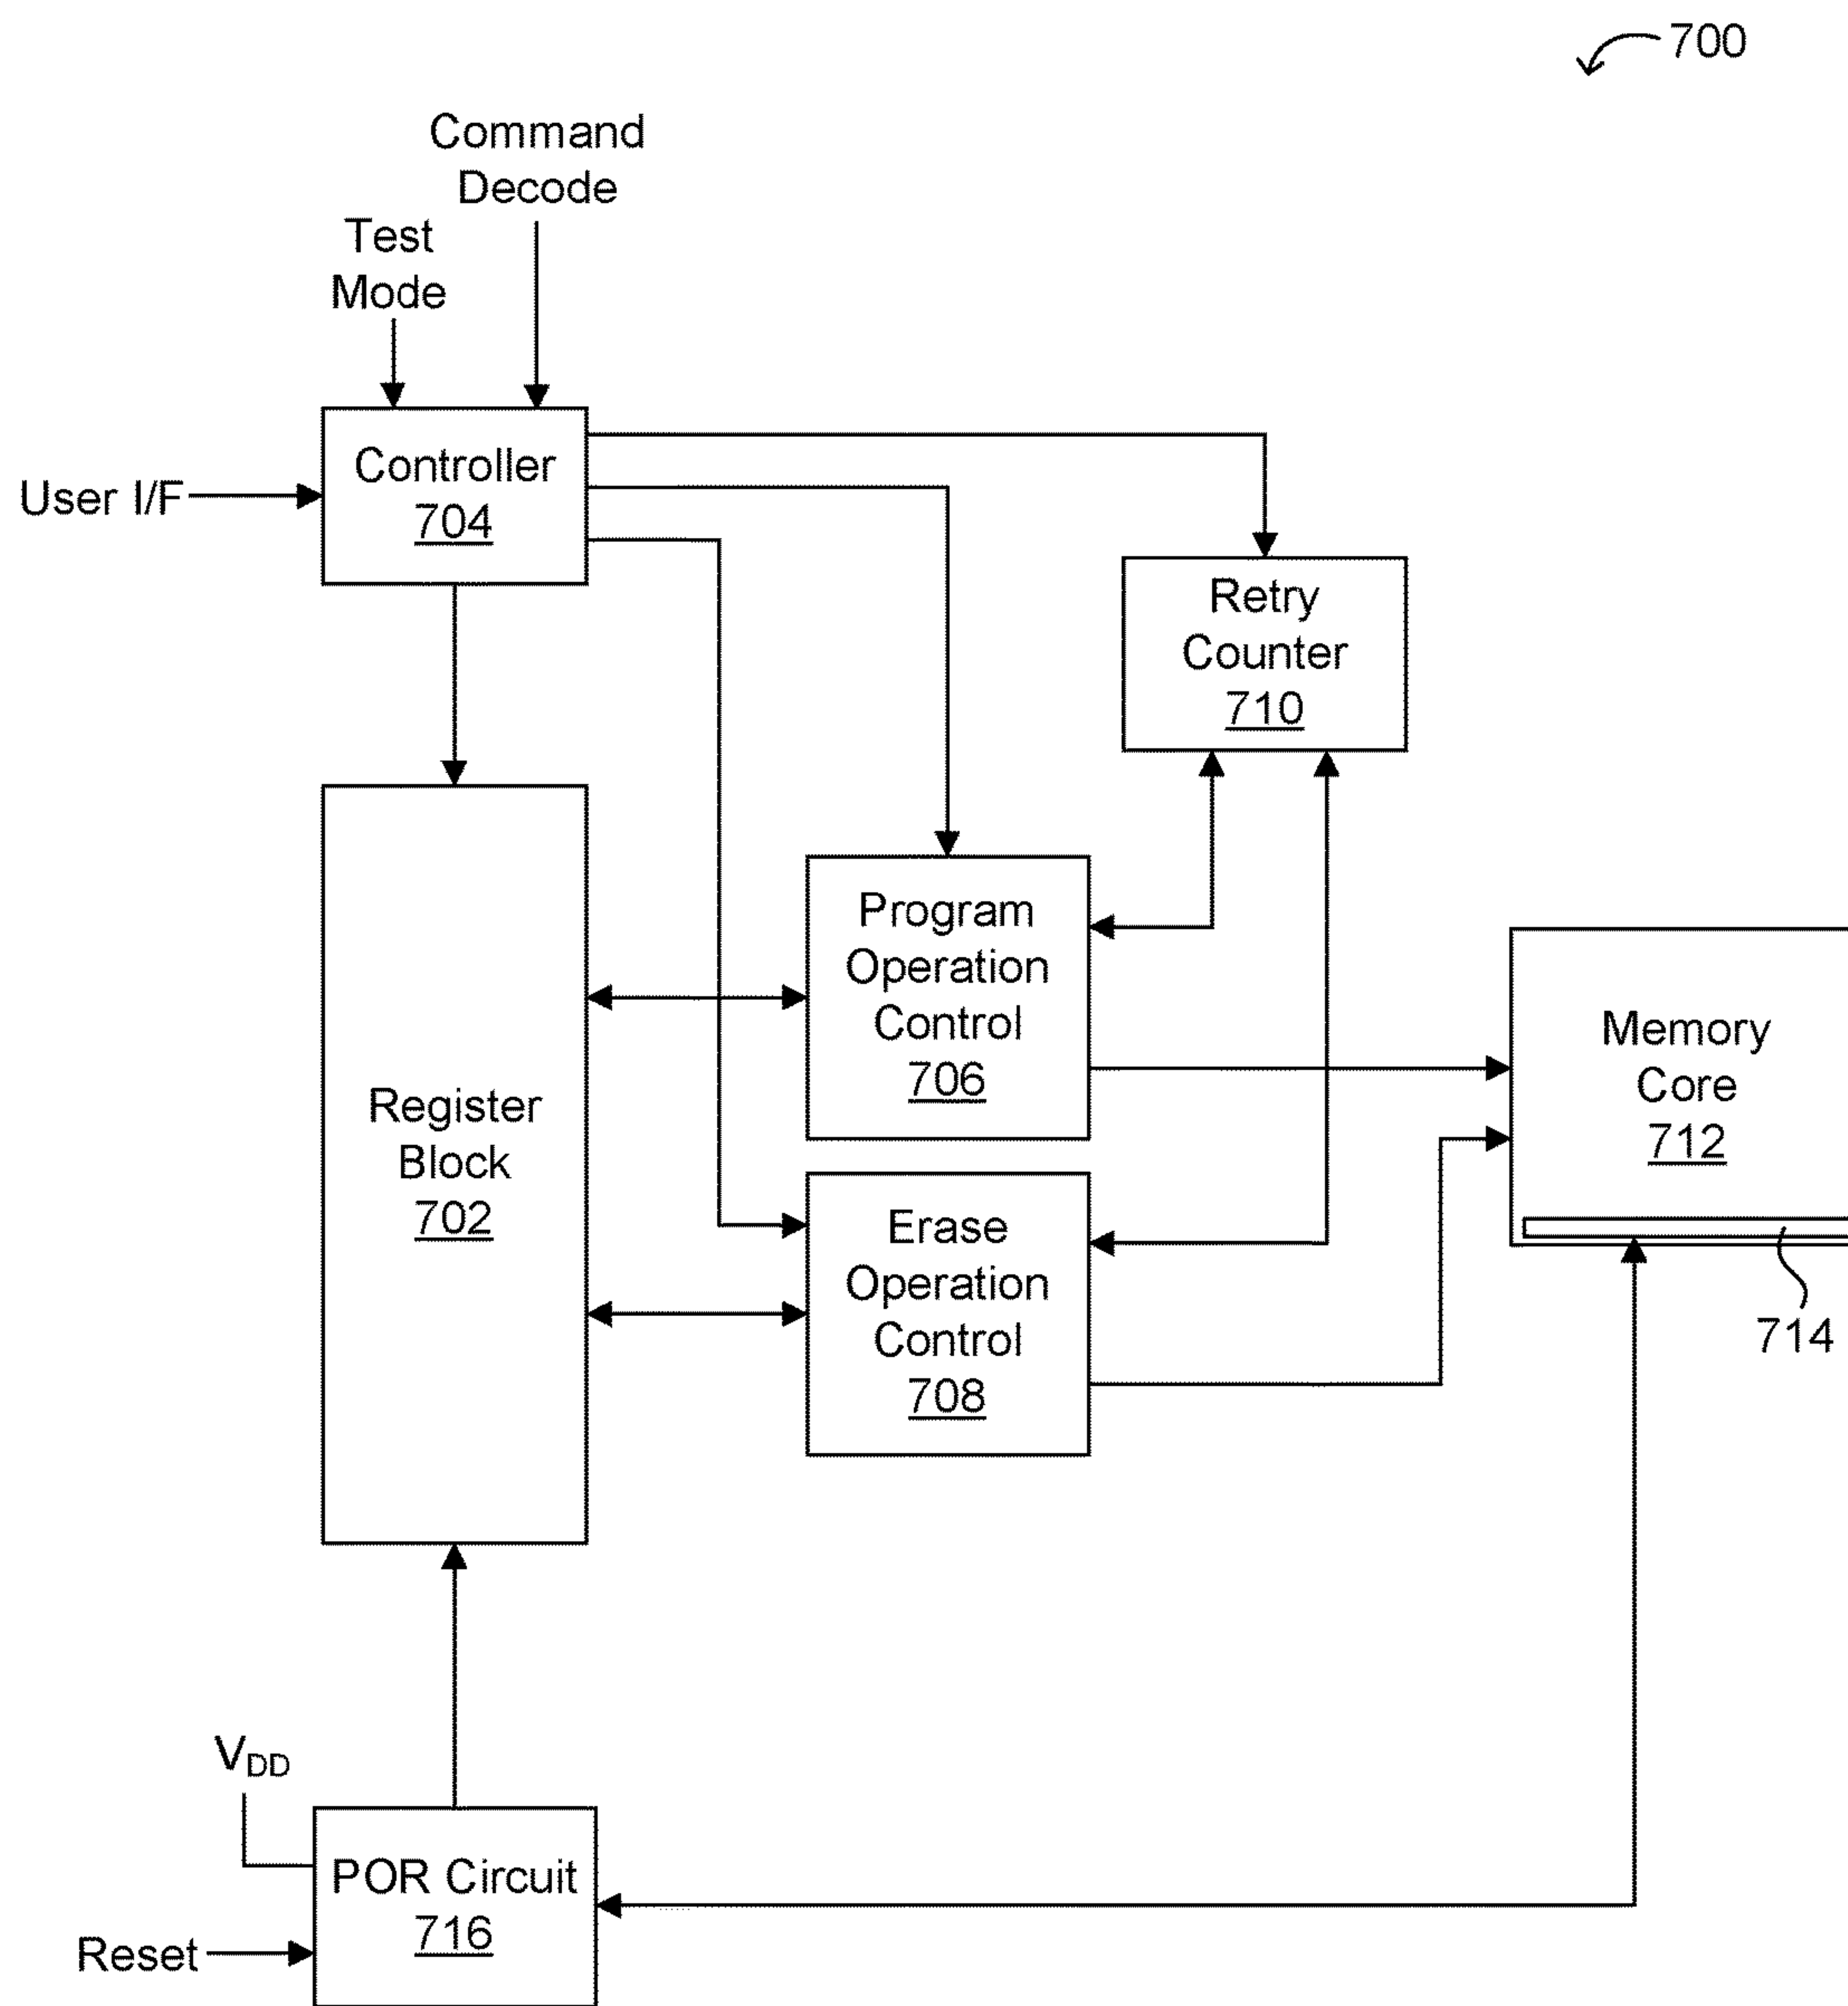 700
Command
Decode
Test
Mode
User I/F
Controller
704
Retry
Counter
710
Program
Operation
Control
706
Memory
Core
712
Register
Block
702
Erase
Operation
Control
708
714
VDD
POR Circuit
716
Reset